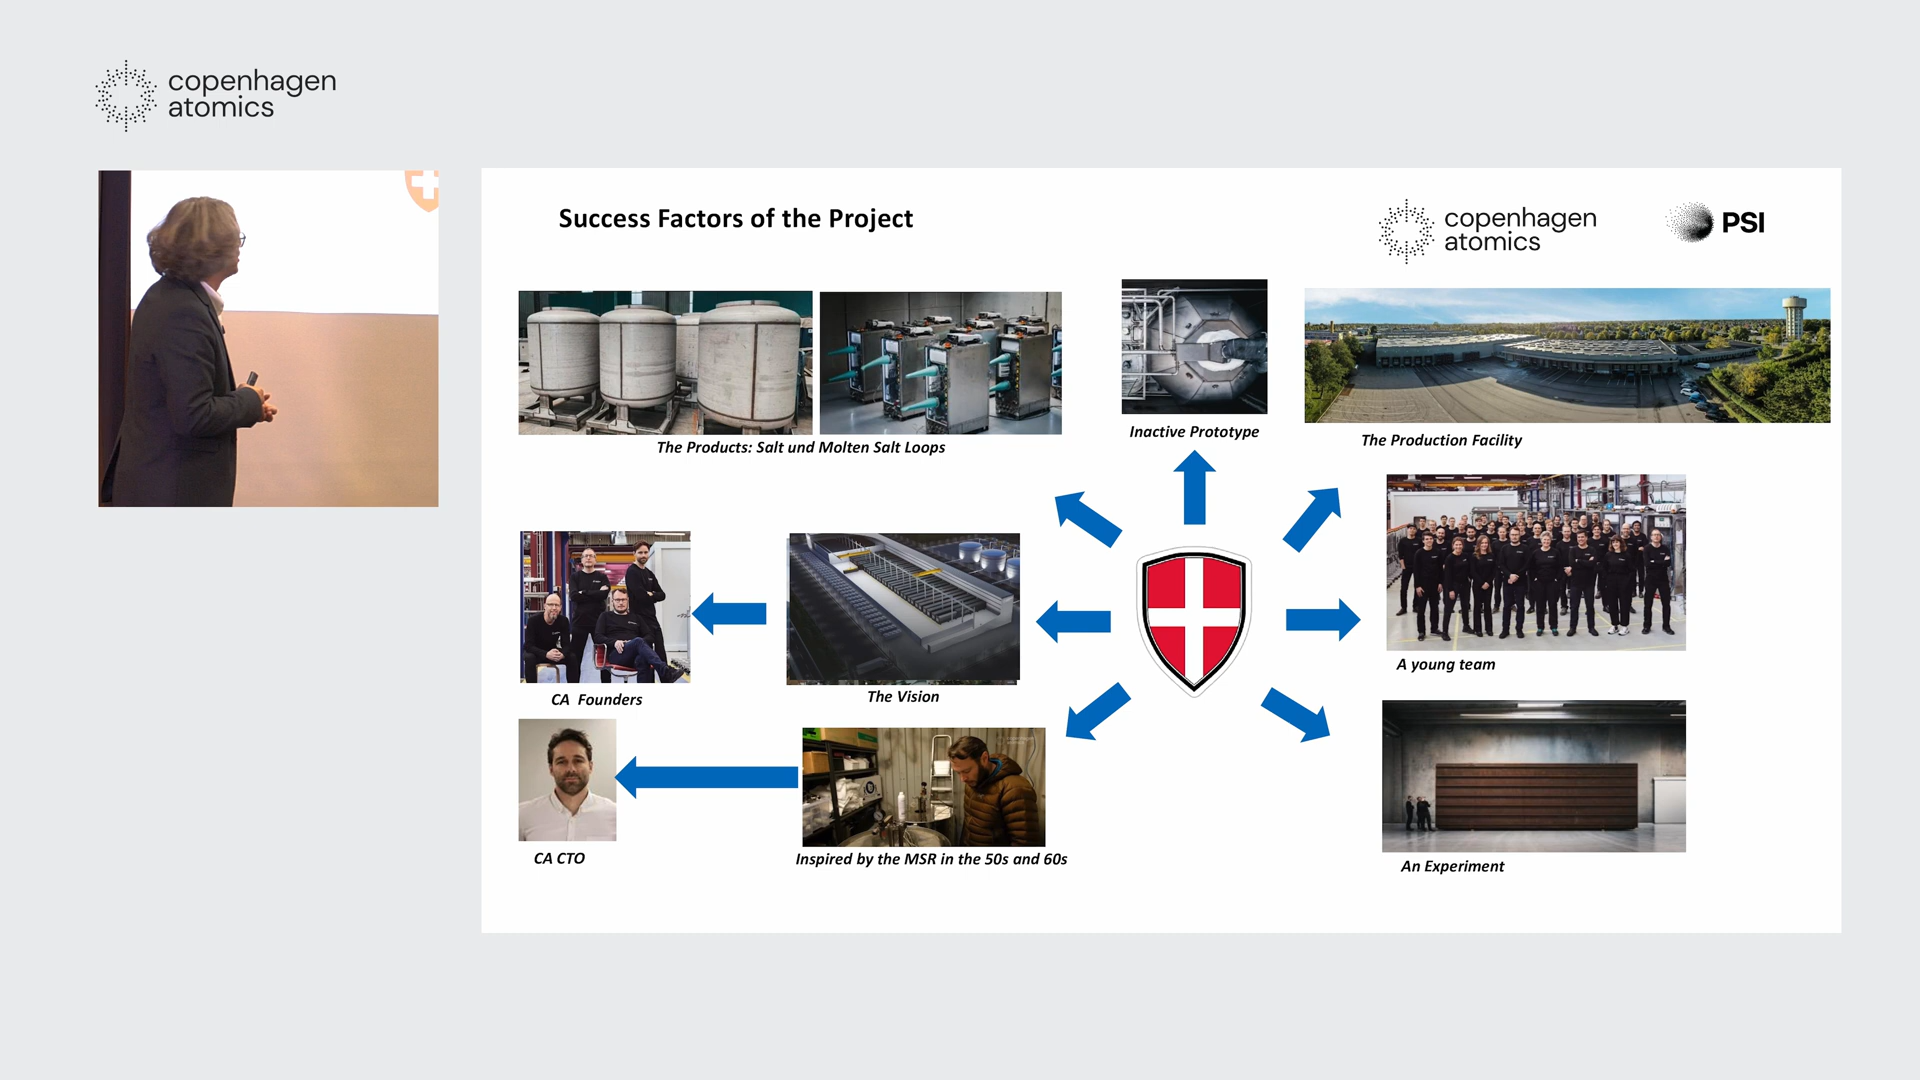 copenhagen
atomics
Success Factors of the Project
copenhagen
atomics
PSI
The Products: Salt und Molten Salt Loops
Inactive Prototype
The Production Facility
CA Founders
The Vision
A young team
CA CTO
Inspired by the MSR in the 50s and 60s
An Experiment